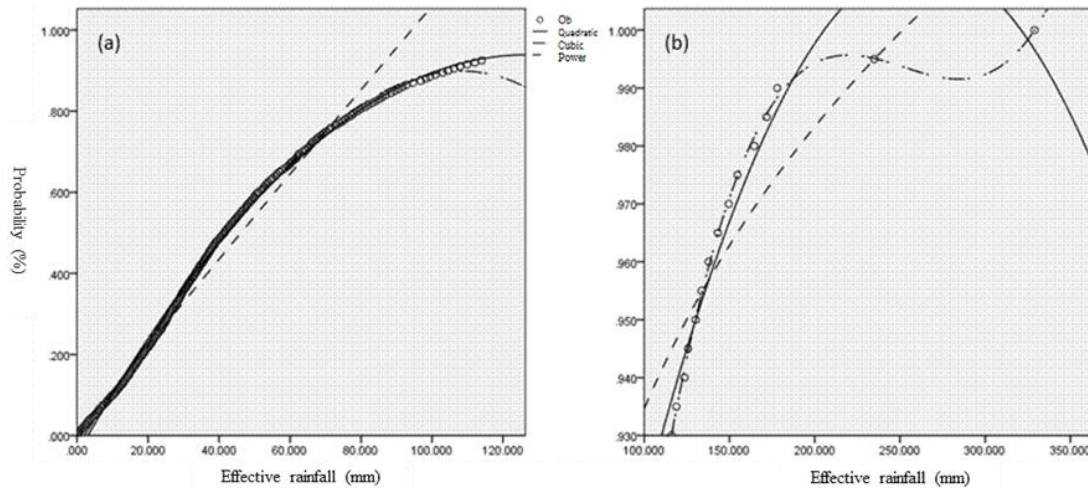 (a)
Ob
Quadratic
Cubic
Power
(b)
Probability (%)
1.000
.800
.600
.400
.200
.000
.000 20.000 40.000 60.000 80.000 100.000 120.000
Effective rainfall (mm)
1.000
.990
.980
.970
.960
.950
.940
.930
100.000 150.000 200.000 250.000 300.000 350.000
Effective rainfall (mm)